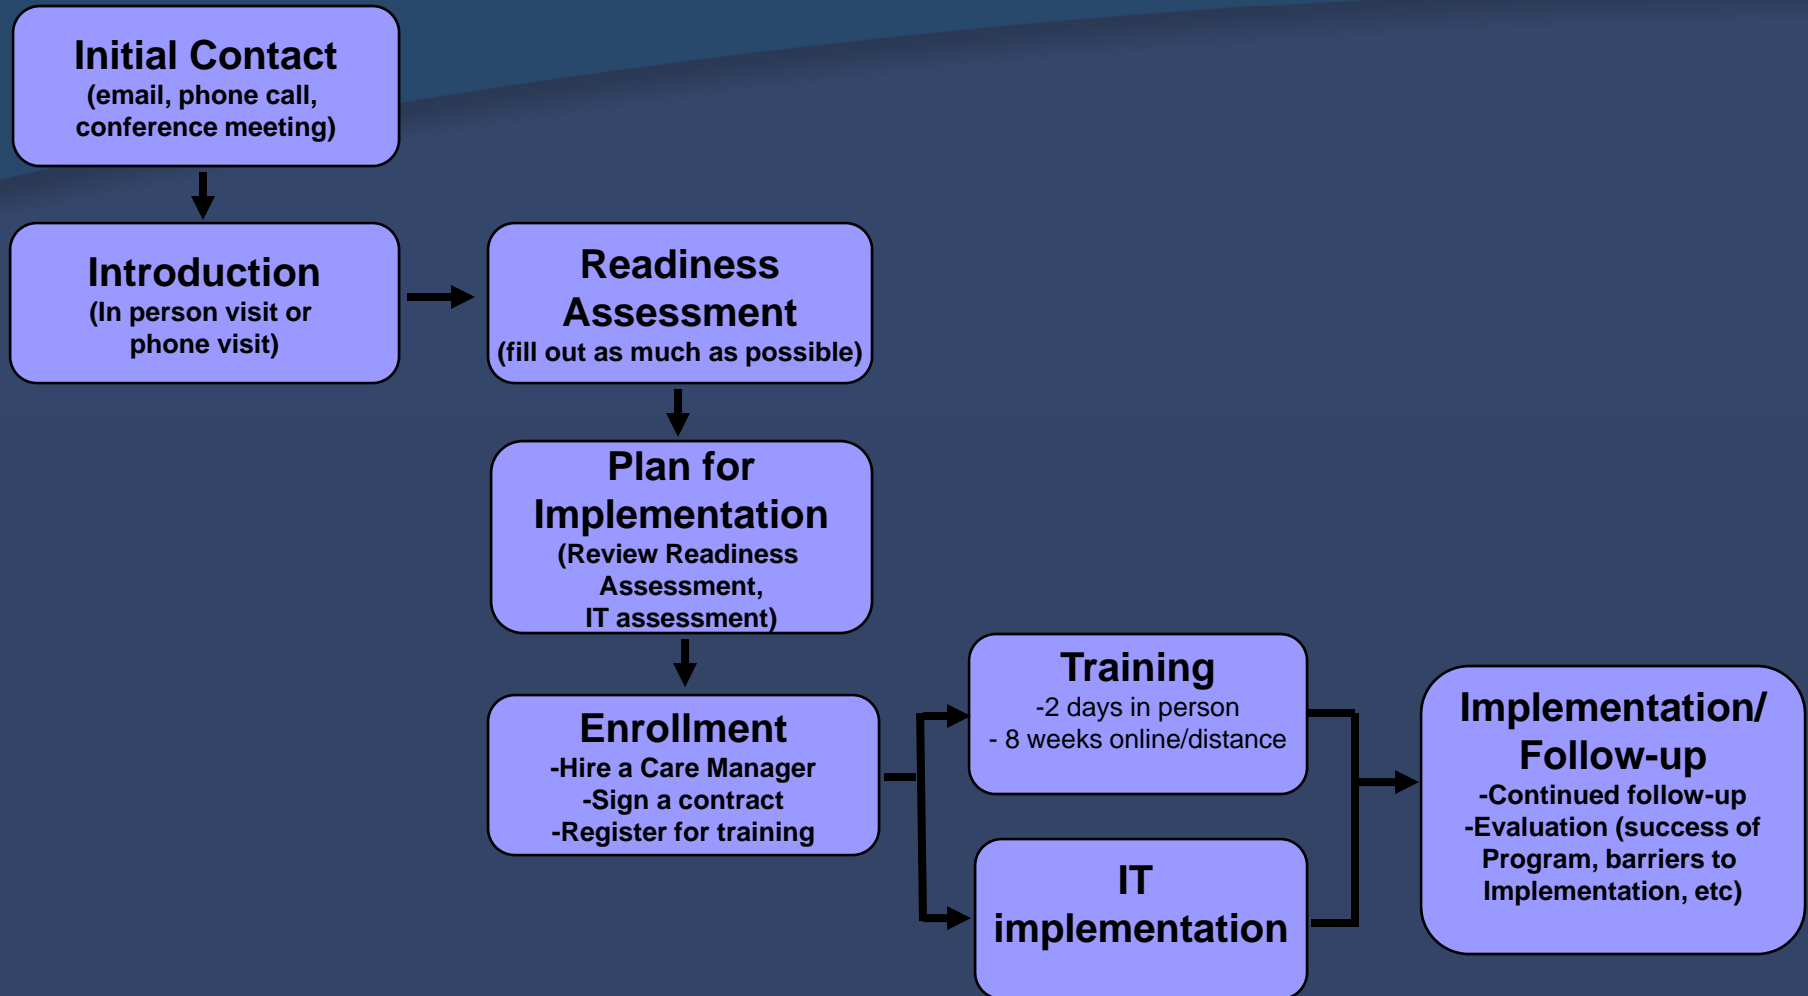 Initial Contact
(email, phone call,
conference meeting)
Introduction
(In person visit or
phone visit)
Readiness
Assessment
(fill out as much as possible)
Plan for
Implementation
(Review Readiness
Assessment,
IT assessment)
Enrollment
-Hire a Care Manager
-Sign a contract
-Register for training
Training
-2 days in person
- 8 weeks online/distance
IT
implementation
Implementation/
Follow-up
-Continued follow-up
-Evaluation (success of
Program, barriers to
Implementation, etc)